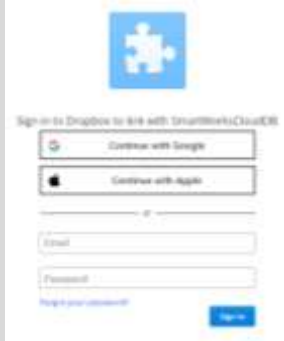 Sign in to Dropbox to link with SmartWorksCloudDB
Continue with Google
Continue with Apple
or
Email
Password
Forgot your password?
Sign in